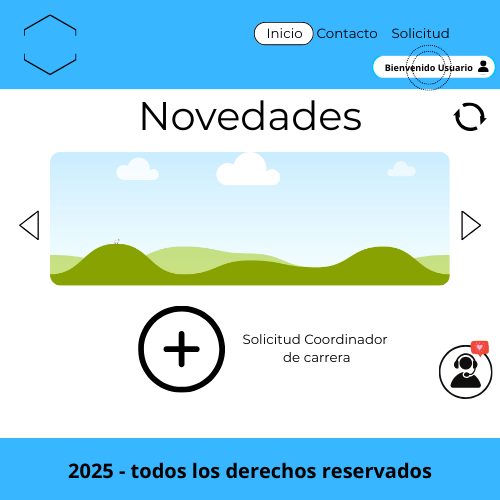 Inicio Contacto Solicitud
Bienvenido Usuario
Novedades
Solicitud Coordinador
de carrera
2025 - todos los derechos reservados